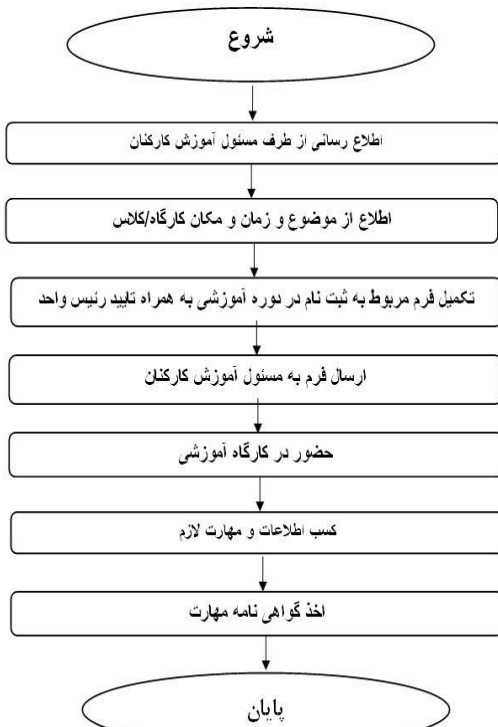 شروع
اطلاع رسانی از طرف مسئول آموزش کارکنان
اطلاع از موضوع و زمان و مکان کارگاه/کلاس
تکمیل فرم مربوط به ثبت نام در دوره آموزشی به همراه تایید رئیس واحد
ارسال فرم به مسئول آموزش کارکنان
حضور در کارگاه آموزشی
کسب اطلاعات و مهارت لازم
اخذ گواهی نامه مهارت
پایان